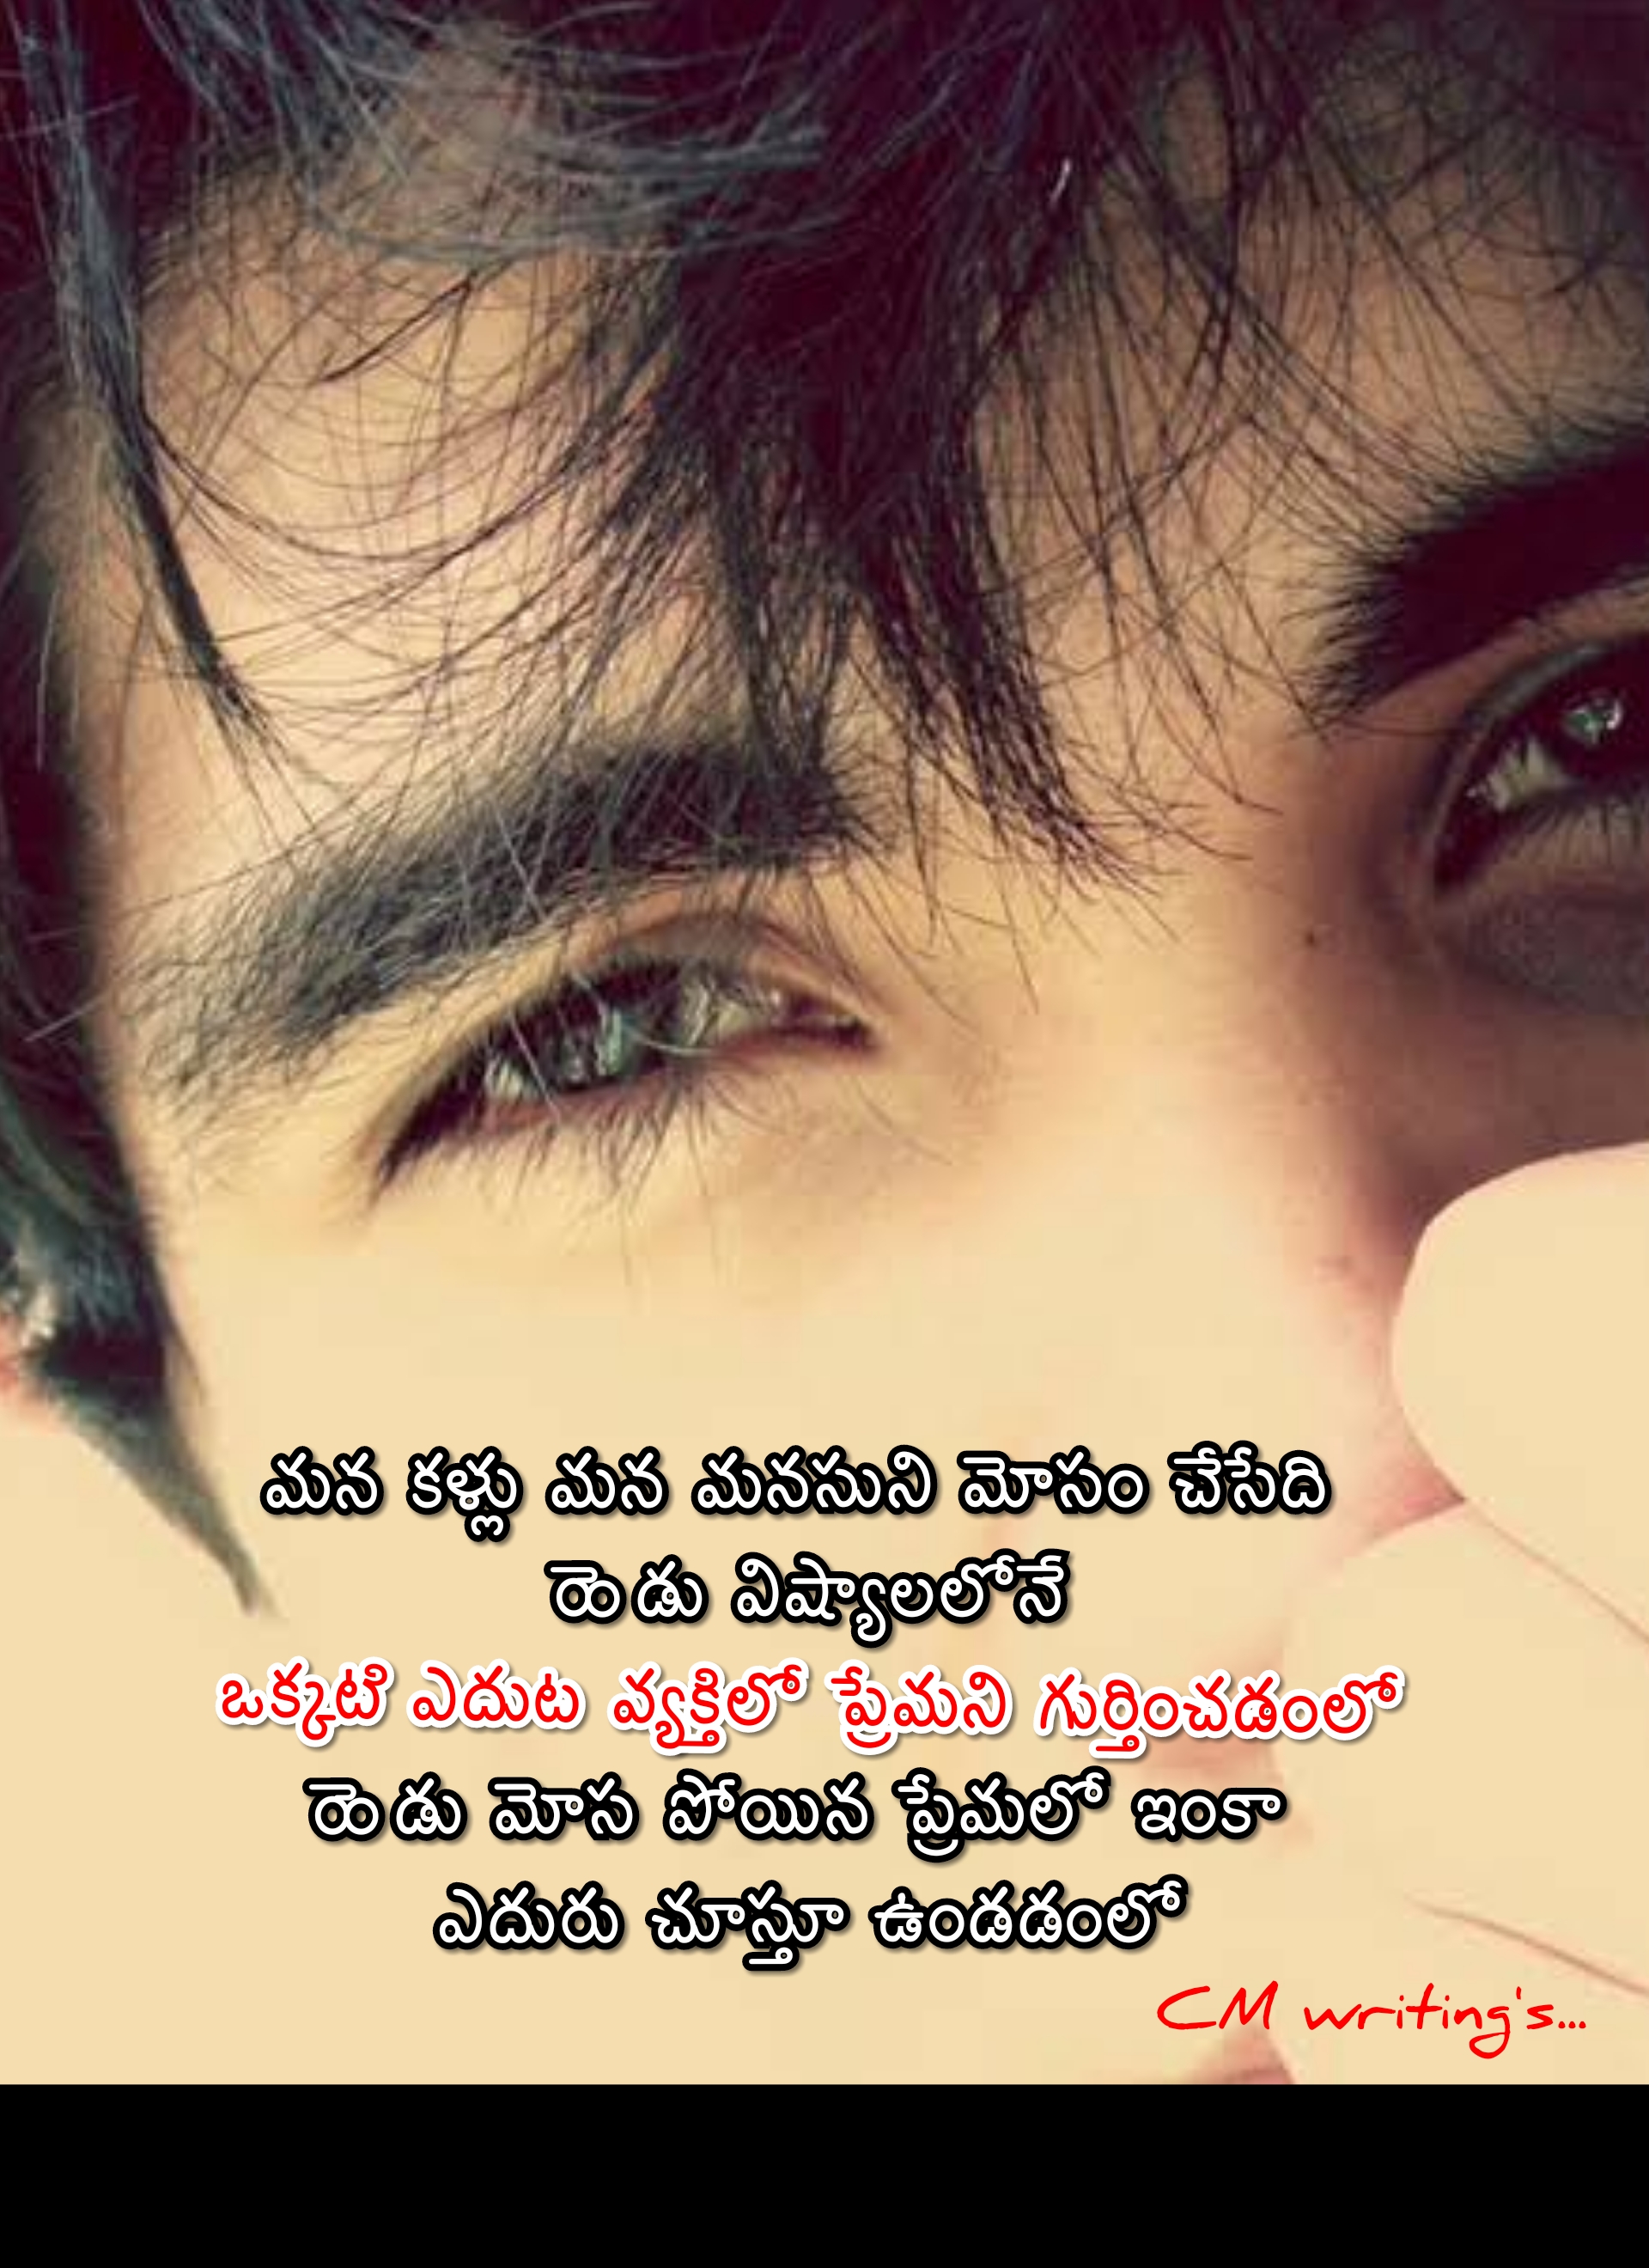 మన కళ్లు మన మనసుని మోసం చేసేది
రెండు విష్యాలలోనే
ఒక్కటి ఎదుట వ్యక్తిలో ప్రేమని గుర్తించడంలో
రెండు మోస పోయిన ప్రేమలో ఇంకా
ఎదురు చూస్తూ ఉండడంలో
CM writing's...